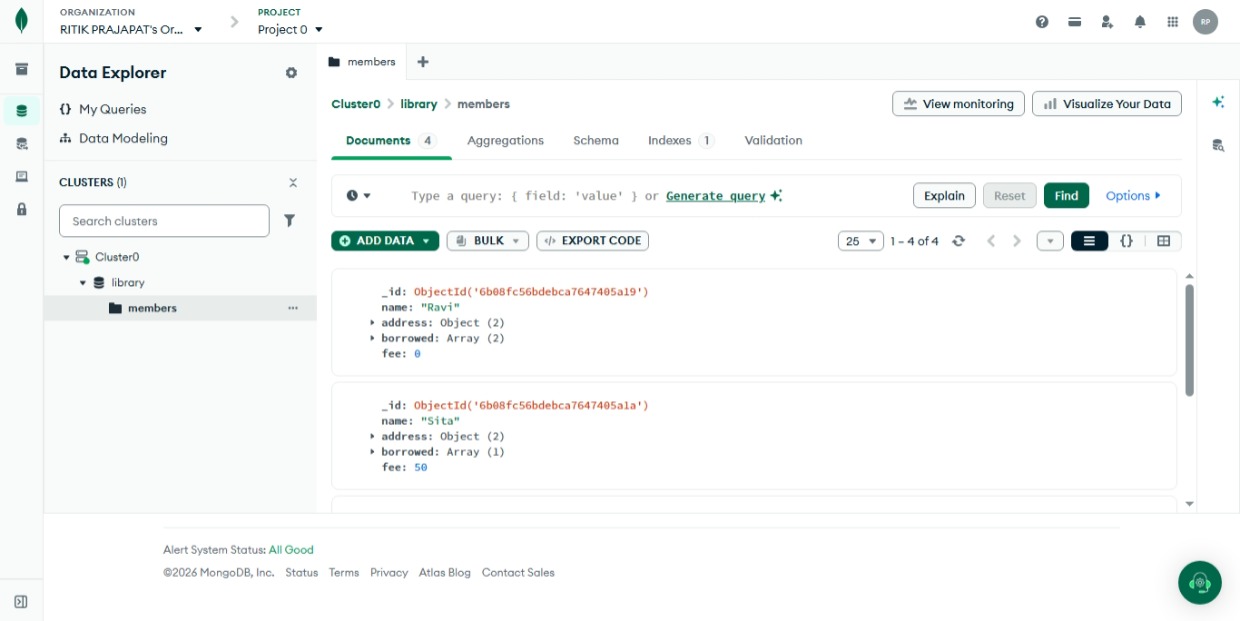 ORGANIZATION
RITIK PRAJAPAT's Or...
PROJECT
Project 0
RP
Data Explorer
My Queries
Data Modeling
CLUSTERS (1)
Search clusters
Cluster0
library
members
members
Cluster0 > library > members
View monitoring
Visualize Your Data
Documents 4 Aggregations Schema Indexes 1 Validation
Type a query: { field: 'value' } or Generate query
Explain Reset Find Options
ADD DATA BULK EXPORT CODE
25 1 – 4 of 4
_id: ObjectId('6b08fc56bdebca7647405a19')
name: "Ravi"
address: Object (2)
borrowed: Array (2)
fee: 0
_id: ObjectId('6b08fc56bdebca7647405a1a')
name: "Sita"
address: Object (2)
borrowed: Array (1)
fee: 50
Alert System Status: All Good
©2026 MongoDB, Inc. Status Terms Privacy Atlas Blog Contact Sales